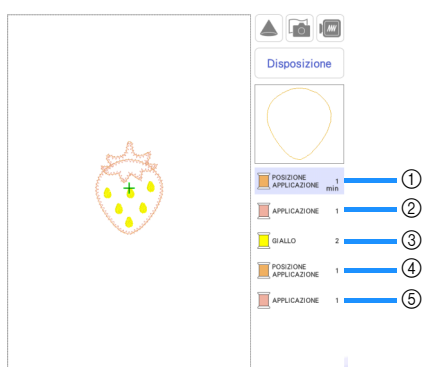 Disposizione
POSIZIONE
APPLICAZIONE 1
min
①
APPLICAZIONE 1
②
GIALLO 2
③
POSIZIONE
APPLICAZIONE 1
④
APPLICAZIONE 1
⑤